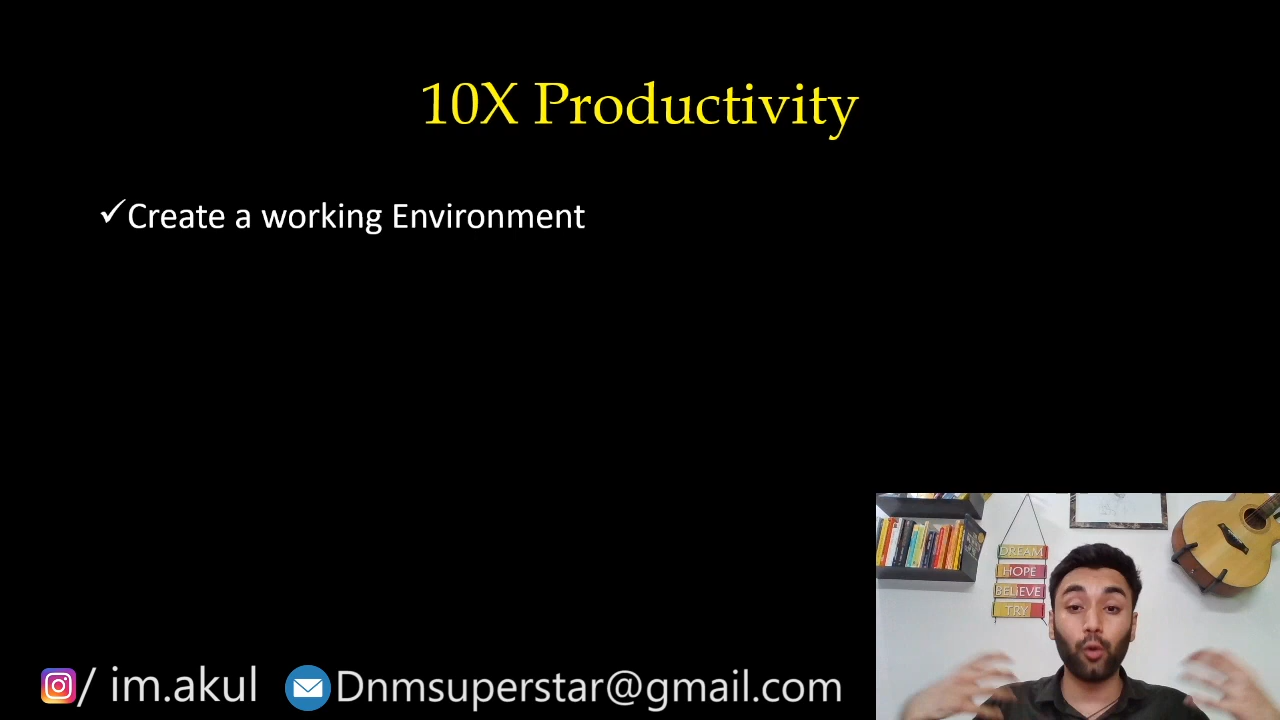 10X Productivity
✓Create a working Environment
DREAM
HOPE
BELIEVE
TRY
/ im.akul Dnmsuperstar@gmail.com